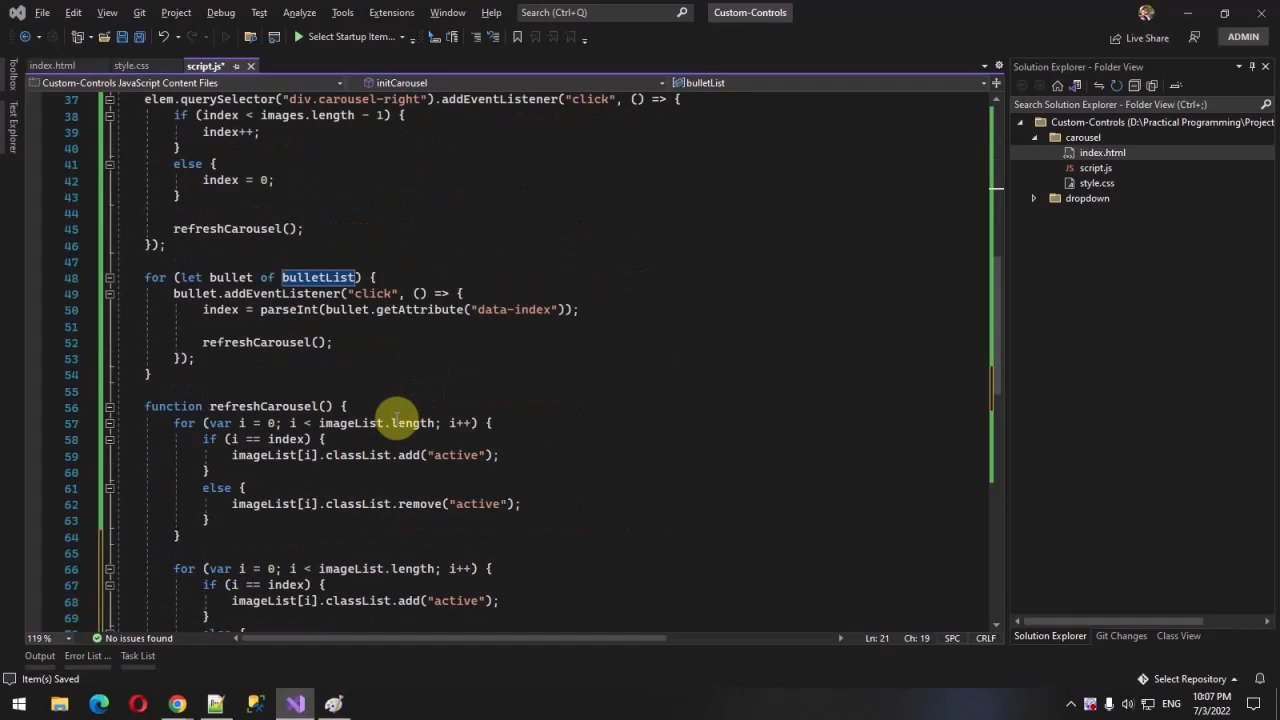 File Edit View Git Project Debug Test Analyze Tools Extensions Window Help Search (Ctrl+Q) Custom-Controls
Select Startup Item... Live Share ADMIN
index.html style.css script.js*
Custom-Controls JavaScript Content Files initCarousel bulletList
Toolbox
Test Explorer
37 elem.querySelector("div.carousel-right").addEventListener("click", () => {
38 if (index < images.length - 1) {
39 index++;
40 }
41 else {
42 index = 0;
43 }
44
45 refreshCarousel();
46 });
47
48 for (let bullet of bulletList) {
49 bullet.addEventListener("click", () => {
50 index = parseInt(bullet.getAttribute("data-index"));
51
52 refreshCarousel();
53 });
54 }
55
56 function refreshCarousel() {
57 for (var i = 0; i < imageList.length; i++) {
58 if (i == index) {
59 imageList[i].classList.add("active");
60 }
61 else {
62 imageList[i].classList.remove("active");
63 }
64 }
65
66 for (var i = 0; i < imageList.length; i++) {
67 if (i == index) {
68 imageList[i].classList.add("active");
69 }
else {
119 % No issues found Ln: 21 Ch: 19 SPC CRLF
Output Error List ... Task List
Solution Explorer - Folder View
Search Solution Explorer - Folder View (Ctrl+;)
Custom-Controls (D:\Practical Programming\Project
carousel
index.html
JS script.js
style.css
dropdown
Solution Explorer Git Changes Class View
Item(s) Saved Select Repository
ENG 10:07 PM
7/3/2022